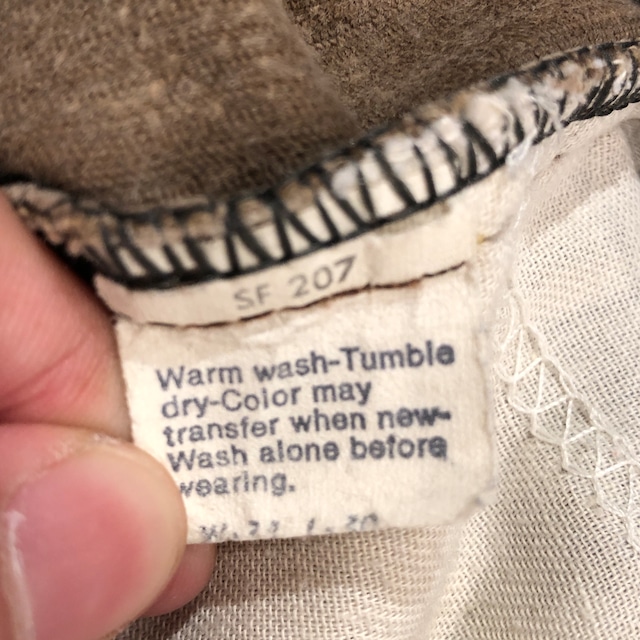 SF 207
Warm wash-Tumble
dry-Color may
transfer when new-
Wash alone before
wearing.